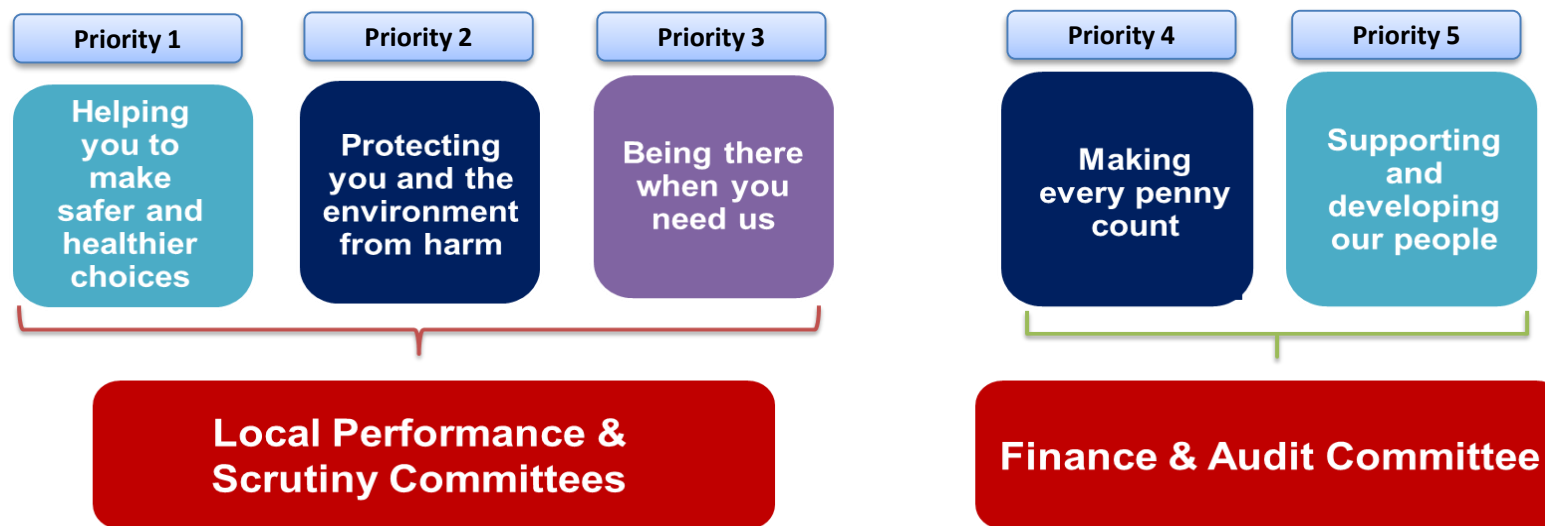 Priority 1
Priority 2
Priority 3
Priority 4
Priority 5
Helping
you to
make
safer and
healthier
choices
Protecting
you and the
environment
from harm
Being there
when you
need us
Making
every penny
count
Supporting
and
developing
our people
Local Performance &
Scrutiny Committees
Finance & Audit Committee